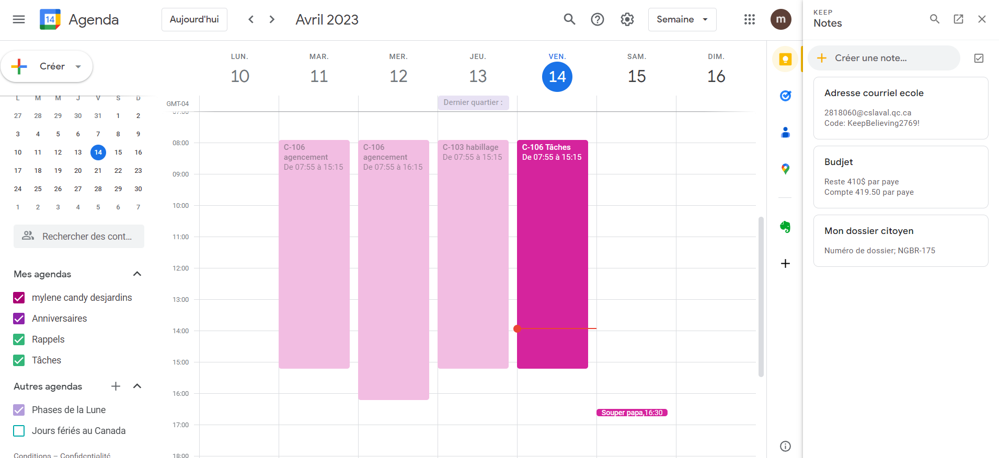 14
Agenda
Aujourd'hui
Avril 2023
Semaine
m
KEEP
Notes
Créer
LUN.
10
MAR.
11
MER.
12
JEU.
13
VEN.
14
SAM.
15
DIM.
16
Créer une note...
L M M J V S D
27 28 29 30 31 1 2
3 4 5 6 7 8 9
10 11 12 13 14 15 16
17 18 19 20 21 22 23
24 25 26 27 28 29 30
1 2 3 4 5 6 7
Rechercher des cont...
Mes agendas
mylene candy desjardins
Anniversaires
Rappels
Tâches
Autres agendas
Phases de la Lune
Jours fériés au Canada
Conditions – Confidentialité
GMT-04
Dernier quartier :
07:00
08:00
09:00
10:00
11:00
12:00
13:00
14:00
15:00
16:00
17:00
18:00
C-106
agencement
De 07:55 à 15:15
C-106
agencement
De 07:55 à 16:15
C-103 habillage
De 07:55 à 15:15
C-106 Tâches
De 07:55 à 15:15
Souper papa,16:30
Adresse courriel ecole
2818060@cslaval.qc.ca
Code: KeepBelieving2769!
Budjet
Reste 410$ par paye
Compte 419.50 par paye
Mon dossier citoyen
Numéro de dossier; NGBR-175